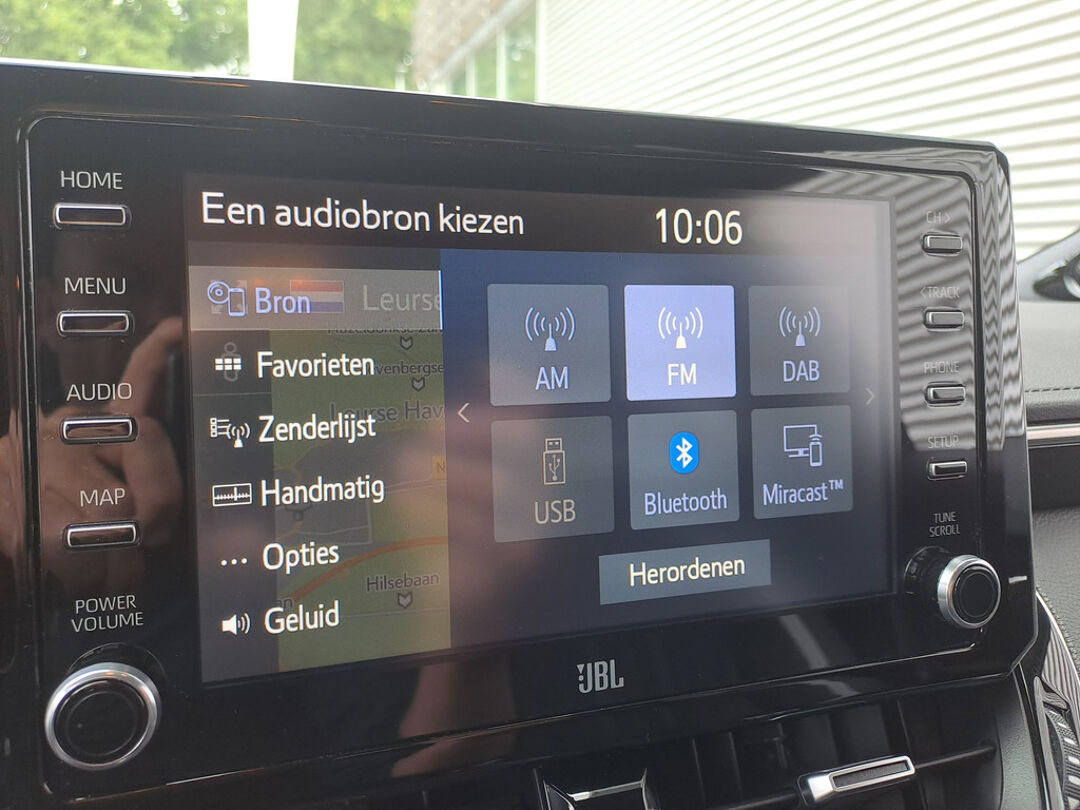 HOME
MENU
AUDIO
MAP
POWER
VOLUME
Een audiobron kiezen
10:06
Bron
Leurse
Favorieten
Zenderlijst
Leurse Hav
Handmatig
Opties
Hilsebaan
Geluid
AM
FM
DAB
USB
Bluetooth
Miracast™
Herordenen
CH >
< TRACK
PHONE
SETUP
TUNE
SCROLL
JBL